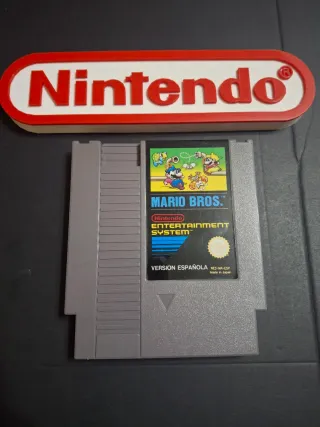 Nintendo®
MARIO BROS.
Nintendo
ENTERTAINMENT
SYSTEM
VERSION ESPAÑOLA
Made in Japan